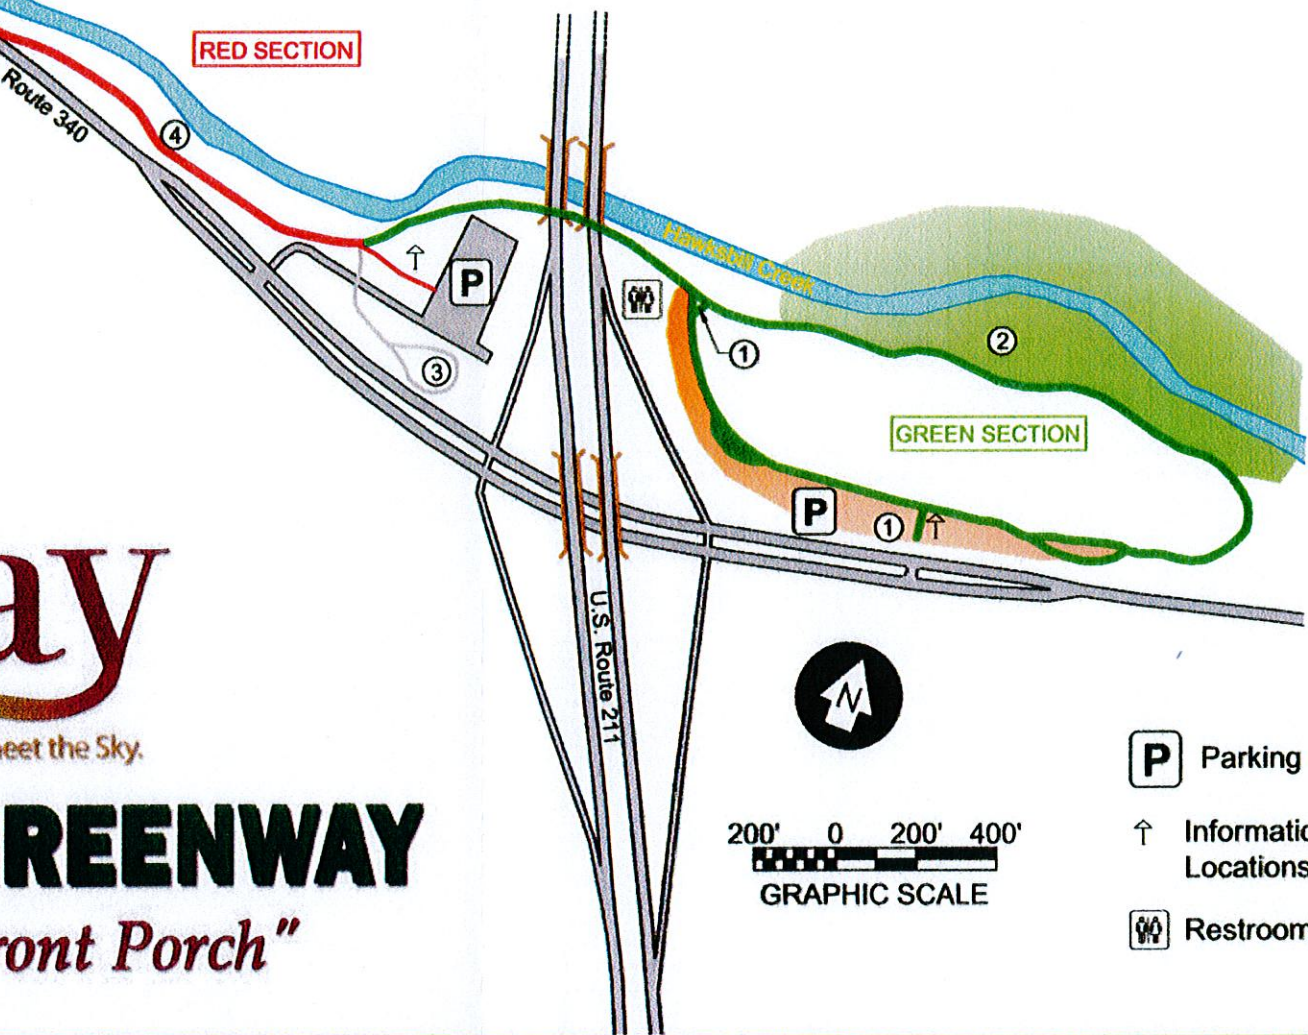 RED SECTION
Route 340
4
P
Hawksbill Creek
1
2
3
GREEN SECTION
P
1
U.S. Route 211
ay
eet the Sky.
N
P Parking
REENWAY
200' 0 200' 400'
GRAPHIC SCALE
Locations
ront Porch"
Restroom